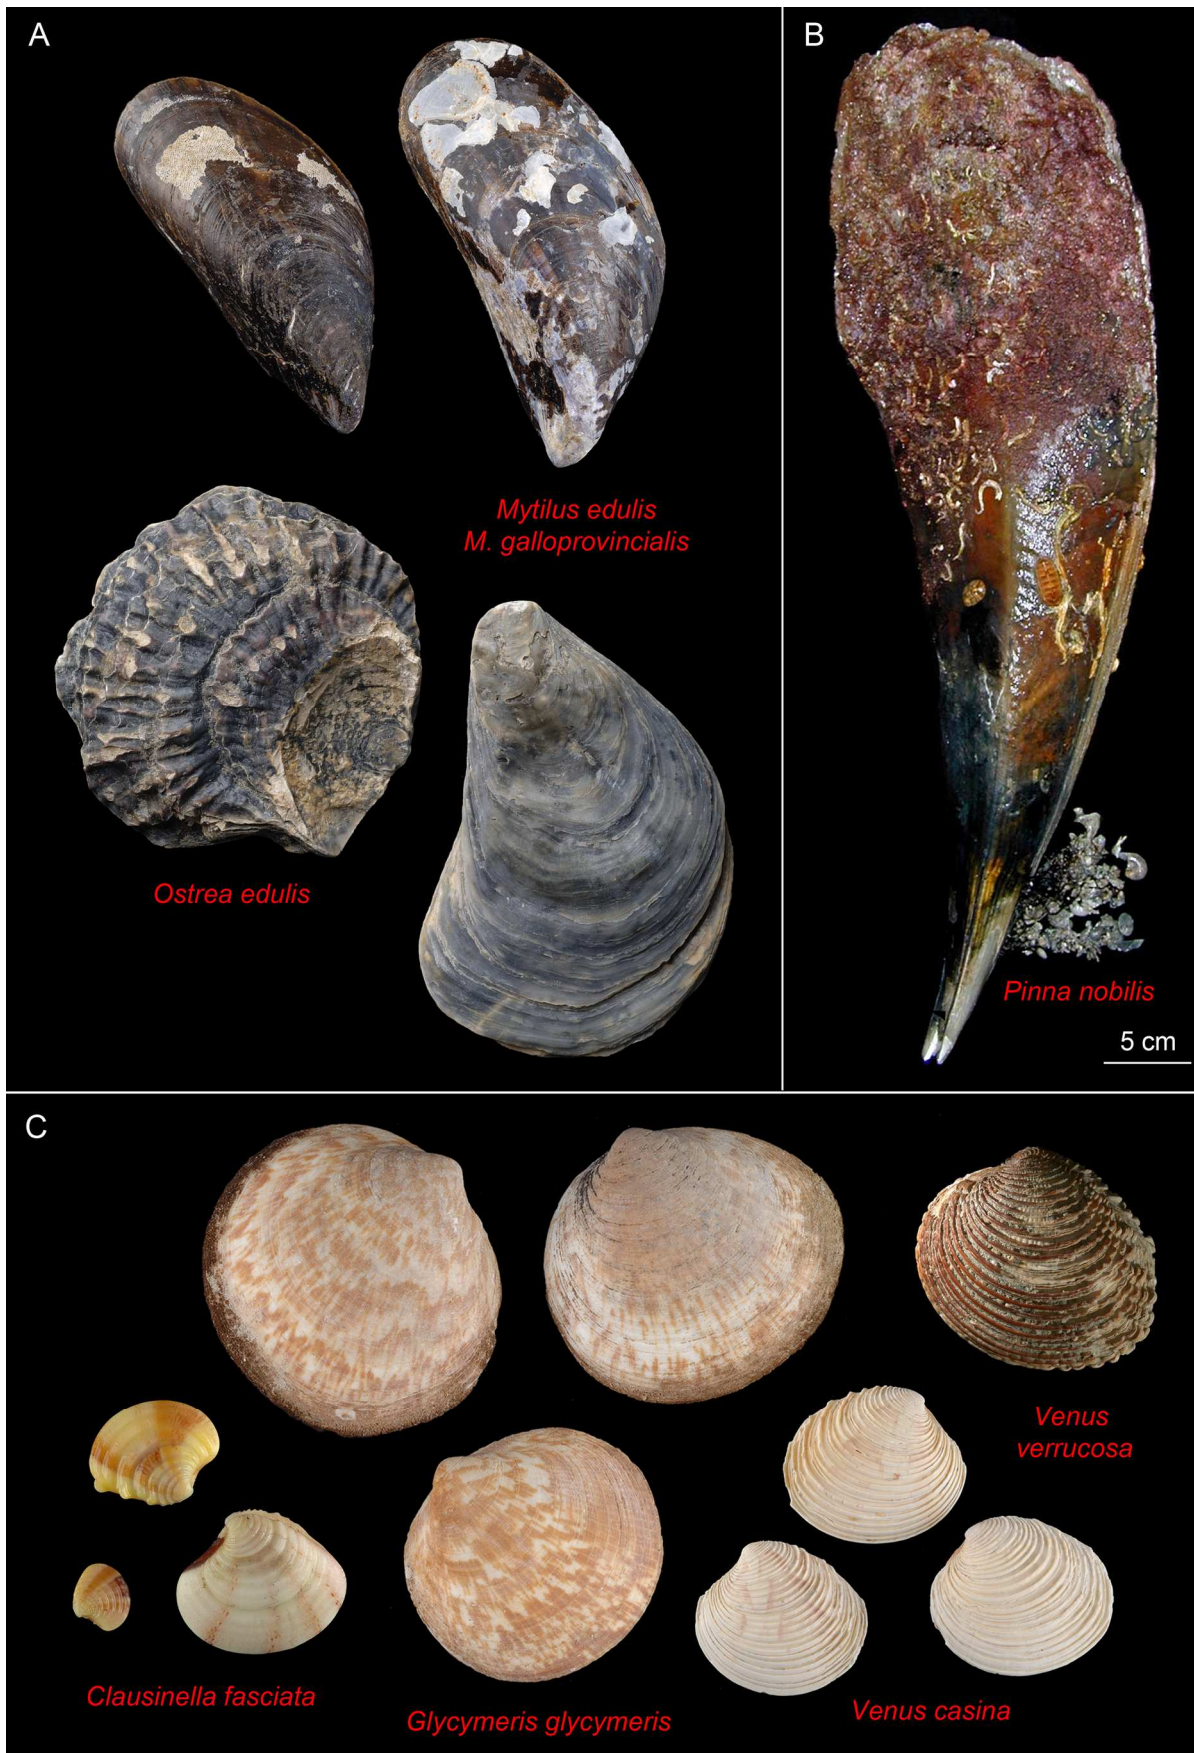 A
B
Mytilus edulis
M. galloprovincialis
Ostrea edulis
Pinna nobilis
5 cm
C
Venus
verrucosa
Clausinella fasciata
Glycymeris glycymeris
Venus casina